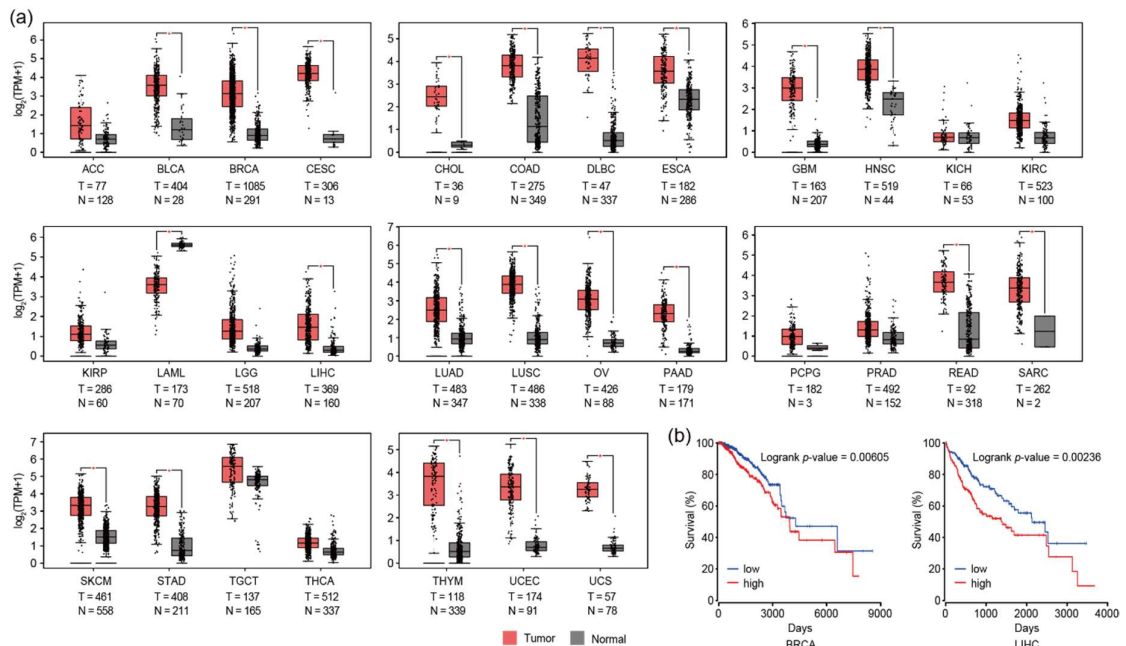 (a)
log2(TPM+1)
6
5
4
3
2
1
0
ACC BLCA BRCA CESC
T = 77 T = 404 T = 1085 T = 306
N = 128 N = 28 N = 291 N = 13
5
4
3
2
1
0
CHOL COAD DLBC ESCA
T = 36 T = 275 T = 47 T = 182
N = 9 N = 349 N = 337 N = 286
5
4
3
2
1
0
GBM HNSC KICH KIRC
T = 163 T = 519 T = 66 T = 523
N = 207 N = 44 N = 53 N = 100
log2(TPM+1)
6
5
4
3
2
1
0
KIRP LAML LGG LIHC
T = 286 T = 173 T = 518 T = 369
N = 60 N = 70 N = 207 N = 160
7
6
5
4
3
2
1
0
LUAD LUSC OV PAAD
T = 483 T = 486 T = 426 T = 179
N = 347 N = 338 N = 88 N = 171
6
5
4
3
2
1
0
PCPG PRAD READ SARC
T = 182 T = 492 T = 92 T = 262
N = 3 N = 152 N = 318 N = 2
log2(TPM+1)
7
6
5
4
3
2
1
0
SKCM STAD TGCT THCA
T = 461 T = 408 T = 137 T = 512
N = 558 N = 211 N = 165 N = 337
5
4
3
2
1
0
THYM UCEC UCS
T = 118 T = 174 T = 57
N = 339 N = 91 N = 78
Tumor Normal
(b)
Survival (%)
100
80
60
40
20
0
Logrank p-value = 0.00605
low
high
0 3000 6000 9000
Days
BRCA
Survival (%)
100
80
60
40
20
0
Logrank p-value = 0.00236
low
high
0 1000 2000 3000 4000
Days
LIHC